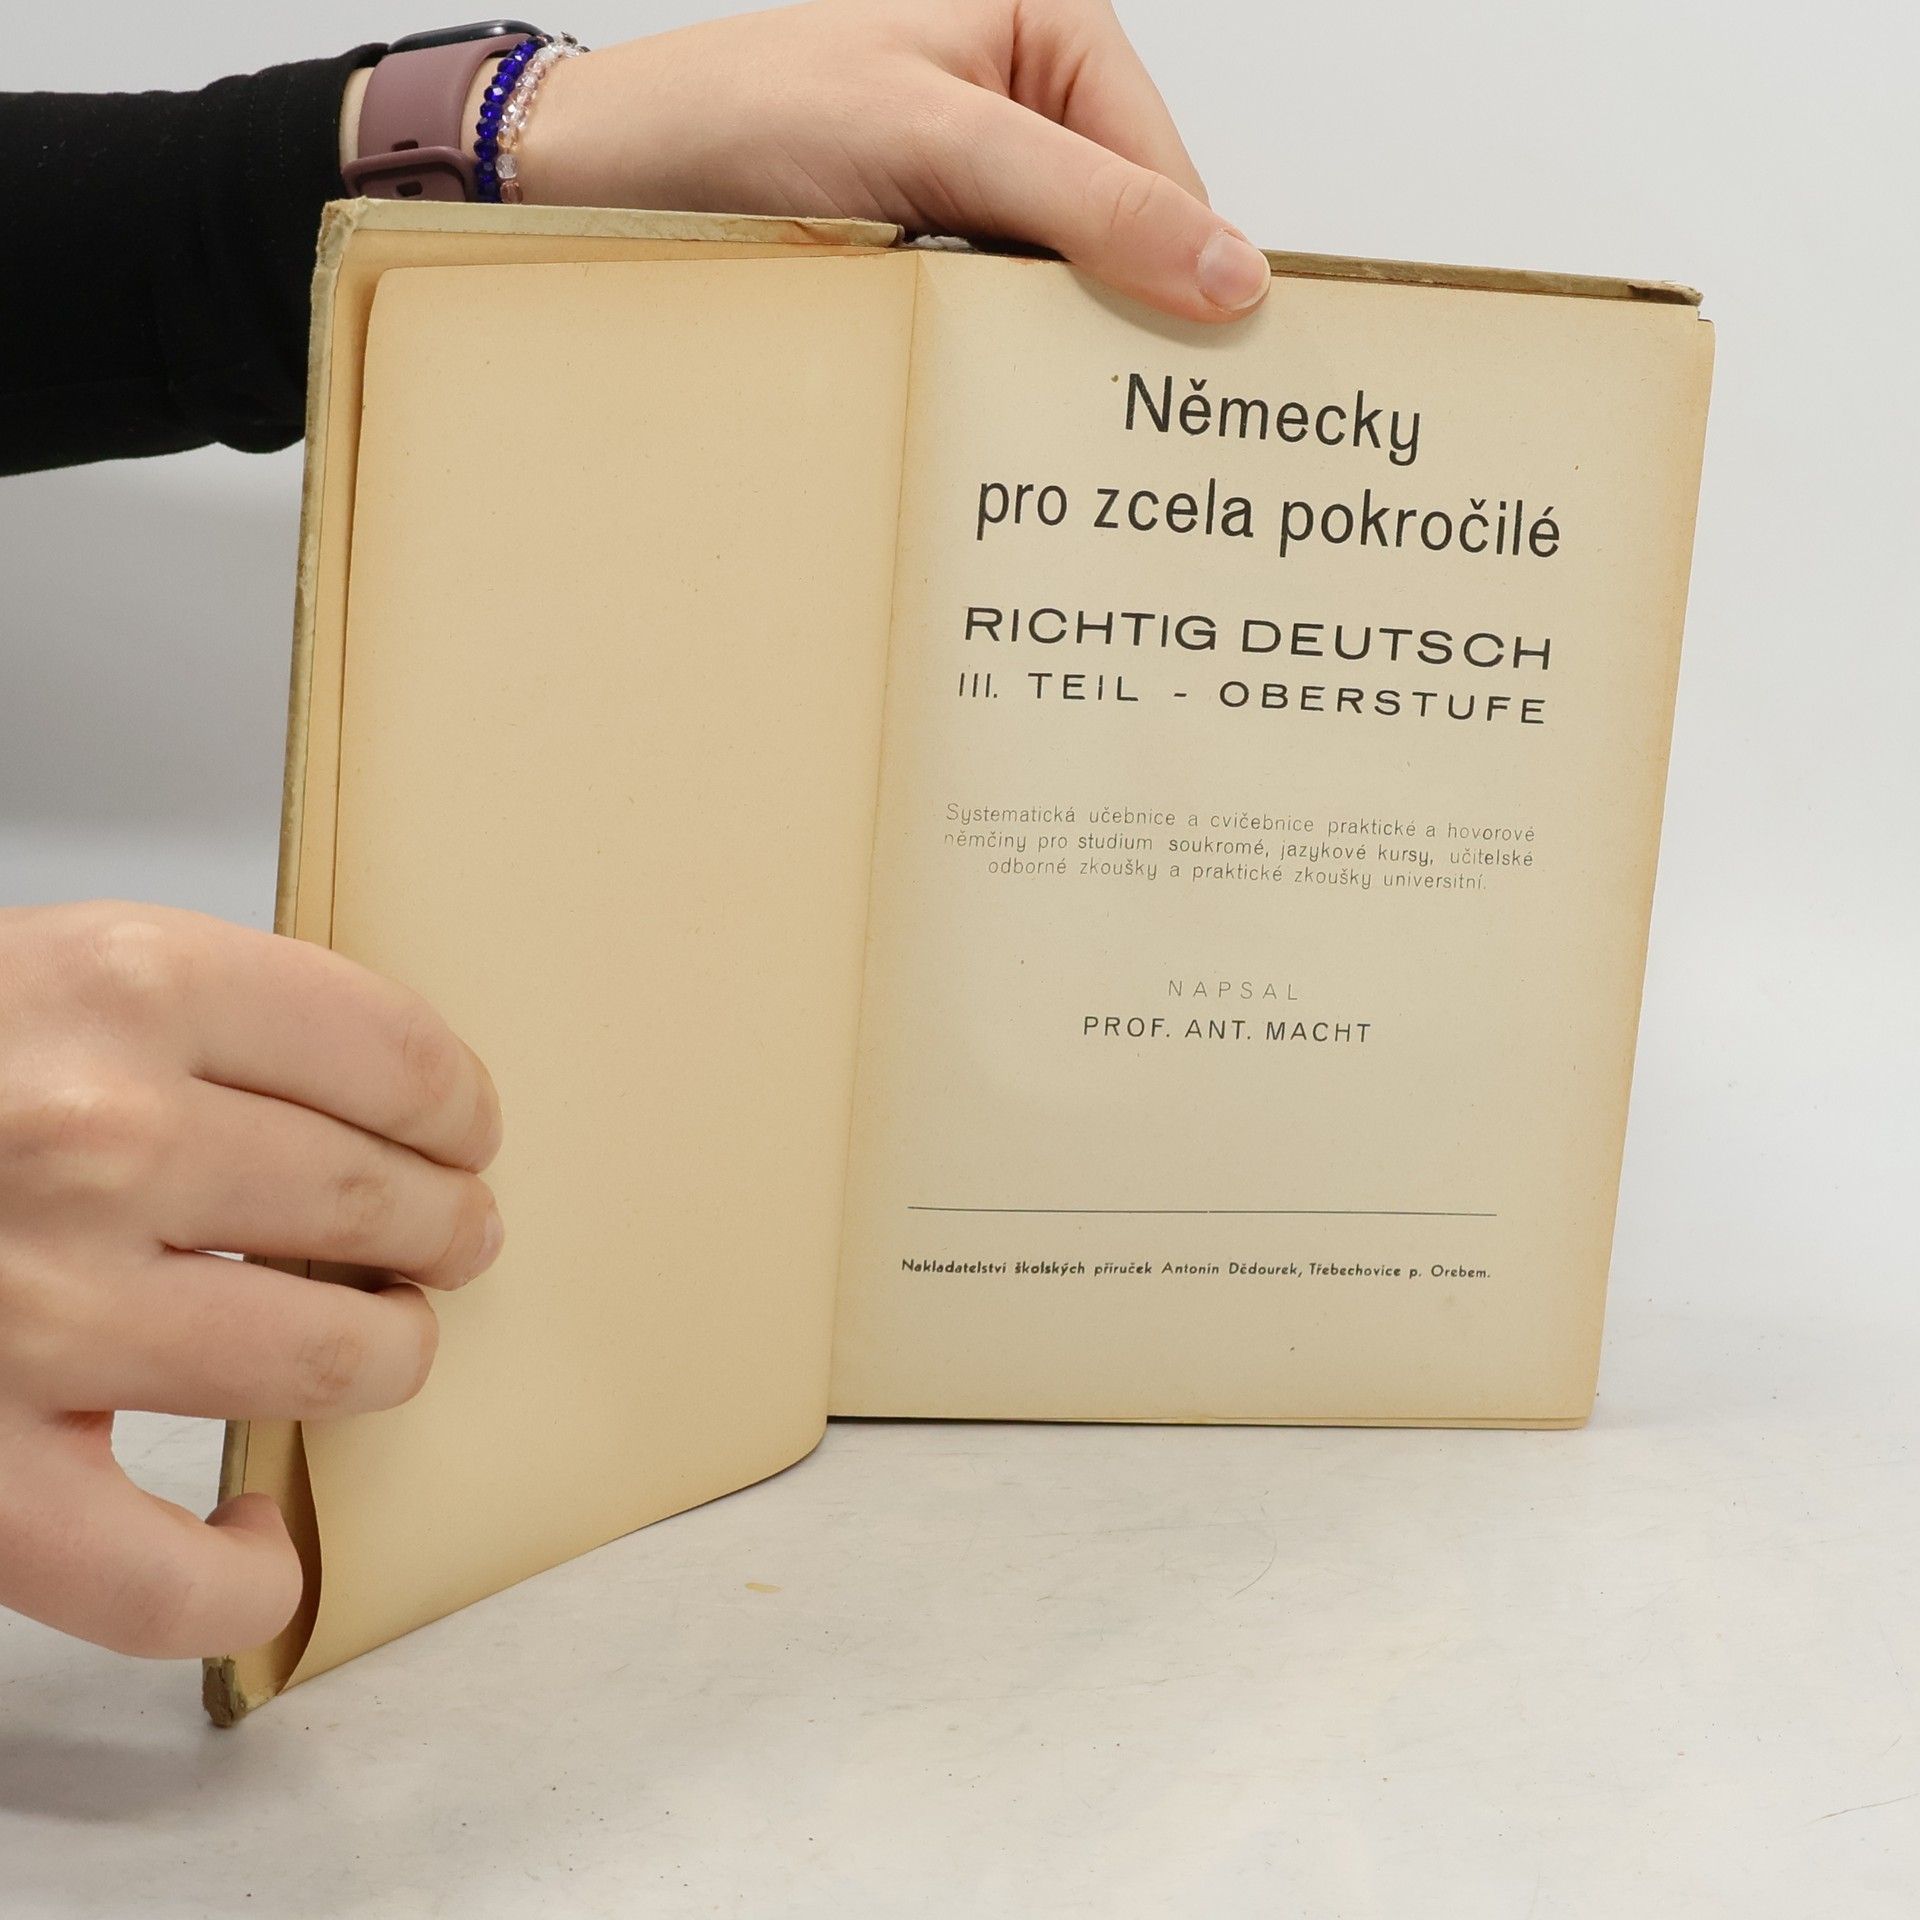 Německy
pro zcela pokročilé
RICHTIG DEUTSCH
III. TEIL - OBERSTUFE
Systematická učebnice a cvičebnice praktické a hovorové
němčiny pro studium soukromé, jazykové kursy, učitelské
odborné zkoušky a praktické zkoušky universitní.
NAPSAL
PROF. ANT. MACHT
Nakladatelství školských příruček Antonín Dědourek, Třebechovice p. Orebem.